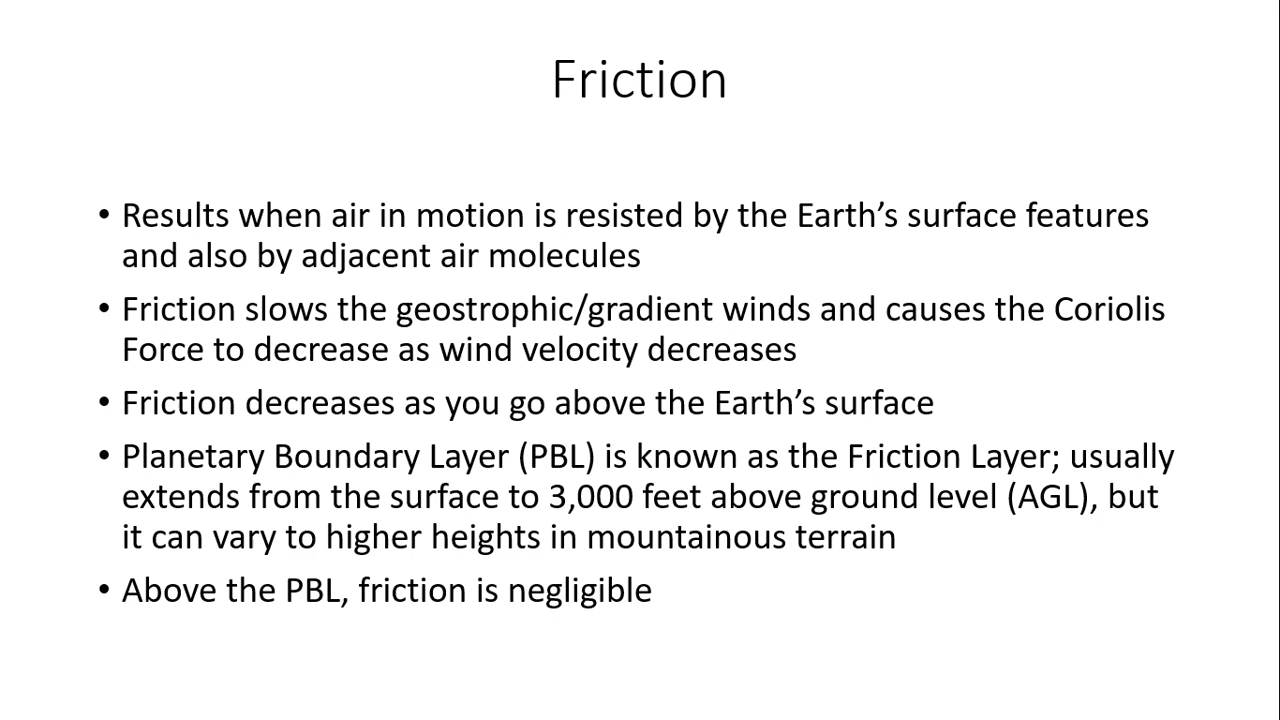 Friction
• Results when air in motion is resisted by the Earth’s surface features
and also by adjacent air molecules
• Friction slows the geostrophic/gradient winds and causes the Coriolis
Force to decrease as wind velocity decreases
• Friction decreases as you go above the Earth’s surface
• Planetary Boundary Layer (PBL) is known as the Friction Layer; usually
extends from the surface to 3,000 feet above ground level (AGL), but
it can vary to higher heights in mountainous terrain
• Above the PBL, friction is negligible